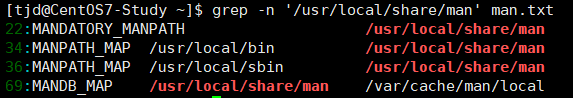 [tjd@CentOS7-Study ~]$ grep -n '/usr/local/share/man' man.txt
22:MANDATORY_MANPATH /usr/local/share/man
34:MANPATH_MAP /usr/local/bin /usr/local/share/man
36:MANPATH_MAP /usr/local/sbin /usr/local/share/man
69:MANDB_MAP /usr/local/share/man /var/cache/man/local